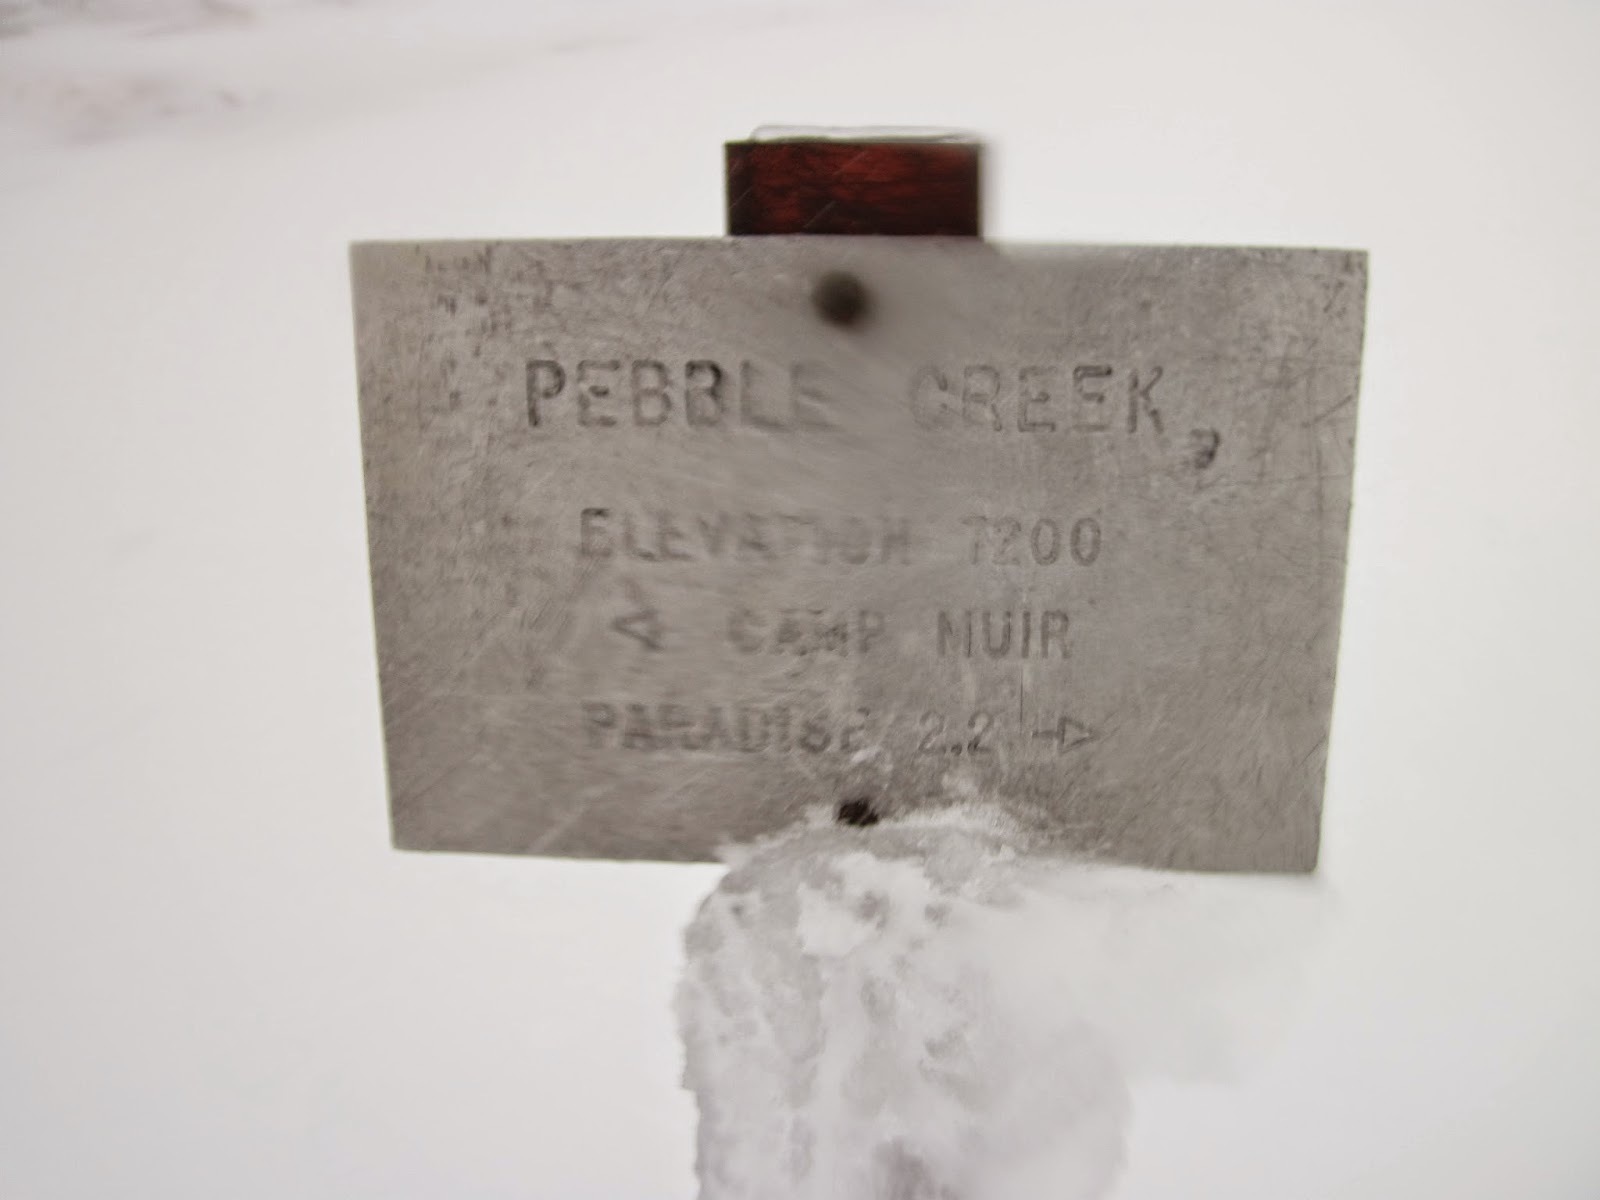 PEBBLE CREEK,
ELEVATION 7200
◁ CAMP MUIR
PARADISE 2.2 -▷